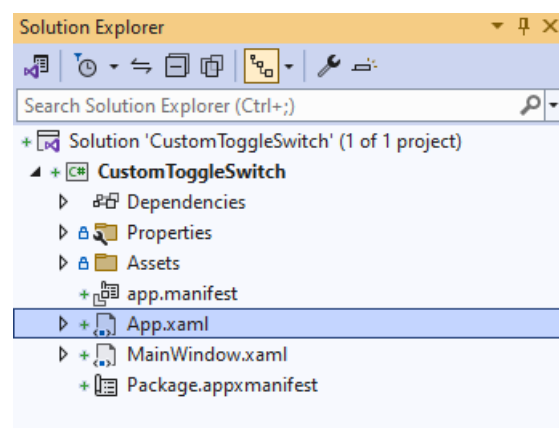 Solution Explorer
Search Solution Explorer (Ctrl+;)
Solution 'CustomToggleSwitch' (1 of 1 project)
C# CustomToggleSwitch
Dependencies
Properties
Assets
app.manifest
App.xaml
MainWindow.xaml
Package.appxmanifest